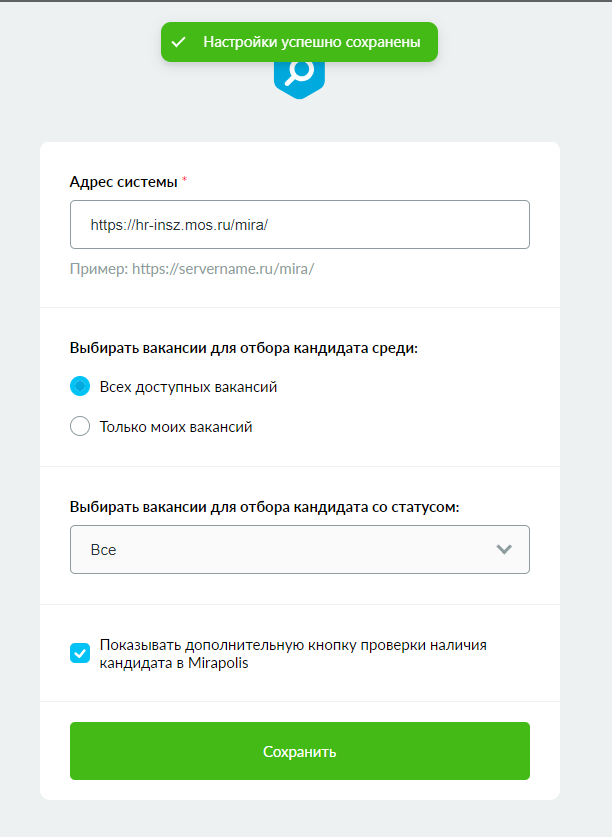 Настройки успешно сохранены
Адрес системы *
https://hr-insz.mos.ru/mira/
Пример: https://servername.ru/mira/
Выбирать вакансии для отбора кандидата среди:
Всех доступных вакансий
Только моих вакансий
Выбирать вакансии для отбора кандидата со статусом:
Все
Показывать дополнительную кнопку проверки наличия
кандидата в Mirapolis
Сохранить